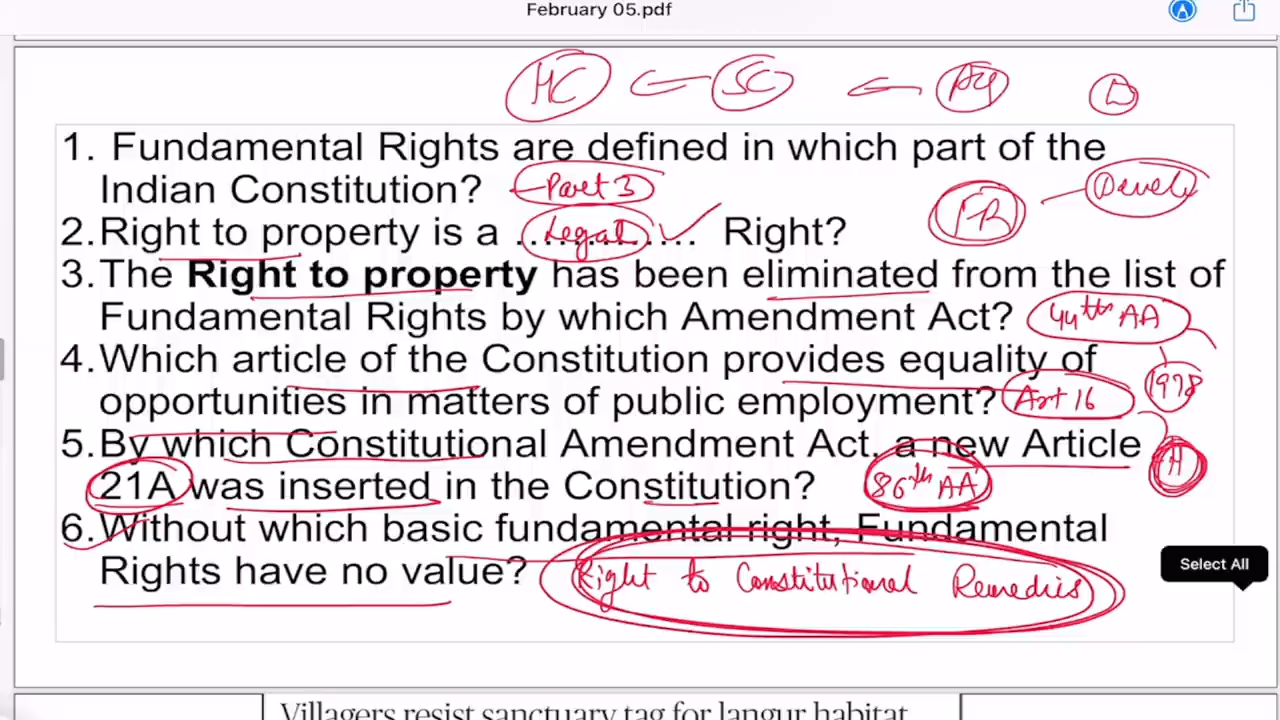 February 05.pdf
HC SC
1. Fundamental Rights are defined in which part of the
Indian Constitution? Part 3
FR
2. Right to property is a Legal .............. Right?
3. The Right to property has been eliminated from the list of
Fundamental Rights by which Amendment Act? 44th AA
1978
4. Which article of the Constitution provides equality of
opportunities in matters of public employment? Art 16
5. By which Constitutional Amendment Act, a new Article
21A was inserted in the Constitution? 86th AA
H
6. Without which basic fundamental right, Fundamental
Rights have no value? Right to Constitutional Remedies
Select All
Villagers resist sanctuary tag for langur habitat